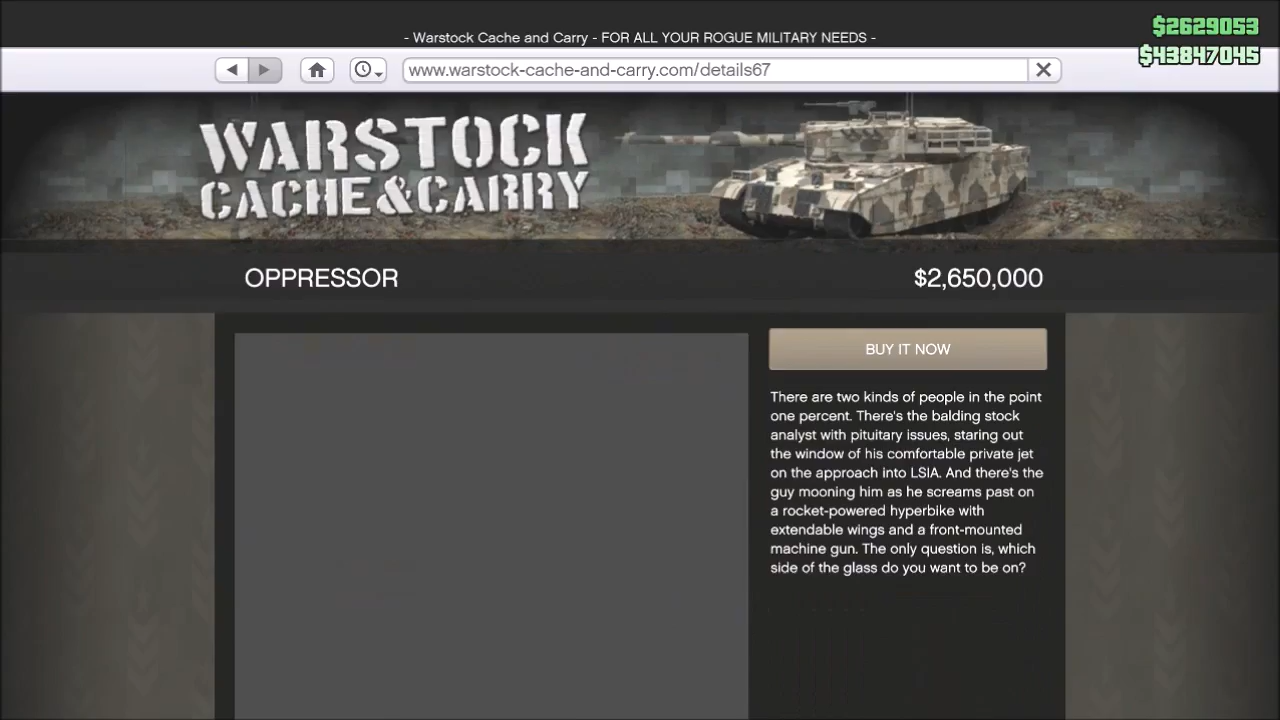 - Warstock Cache and Carry - FOR ALL YOUR ROGUE MILITARY NEEDS -
$2629053
$43847045
www.warstock-cache-and-carry.com/details67
WARSTOCK
CACHE&CARRY
OPPRESSOR
$2,650,000
BUY IT NOW
There are two kinds of people in the point
one percent. There's the balding stock
analyst with pituitary issues, staring out
the window of his comfortable private jet
on the approach into LSIA. And there's the
guy mooning him as he screams past on
a rocket-powered hyperbike with
extendable wings and a front-mounted
machine gun. The only question is, which
side of the glass do you want to be on?